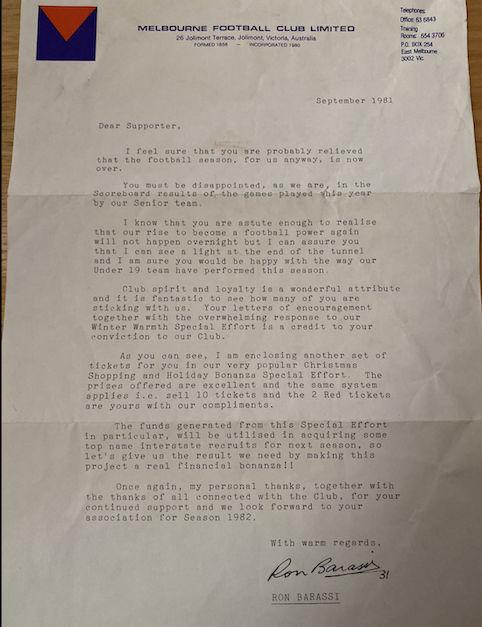 MELBOURNE FOOTBALL CLUB LIMITED
26 Jolimont Terrace, Jolimont, Victoria, Australia
FORMED 1858 — INCORPORATED 1980
Telephones:
Office: 63 6843
Training
Rooms: 654 3706
P.O. BOX 254
East Melbourne
3002 Vic.
September 1981
Dear Supporter,
I feel sure that you are probably relieved
that the football season, for us anyway, is now
over.
You must be disappointed, as we are, in the
Scoreboard results of the games played this year
by our Senior team.
I know that you are astute enough to realise
that our rise to become a football power again
will not happen overnight but I can assure you
that I can see a light at the end of the tunnel
and I am sure you would be happy with the way our
Under 19 team have performed this season.
Club spirit and loyalty is a wonderful attribute
and it is fantastic to see how many of you are
sticking with us. Your letters of encouragement
together with the overwhelming response to our
Winter Warmth Special Effort is a credit to your
conviction to our Club.
As you can see, I am enclosing another set of
tickets for you in our very popular Christmas
Shopping and Holiday Bonanza Special Effort. The
prizes offered are excellent and the same system
applies i.e. sell 10 tickets and the 2 Red tickets
are yours with our compliments.
The funds generated from this Special Effort
in particular, will be utilised in acquiring some
top name interstate recruits for next season, so
let's give us the result we need by making this
project a real financial bonanza!!
Once again, my personal thanks, together with
the thanks of all connected with the Club, for your
continued support and we look forward to your
association for Season 1982.
With warm regards,
Ron Barassi
31
RON BARASSI